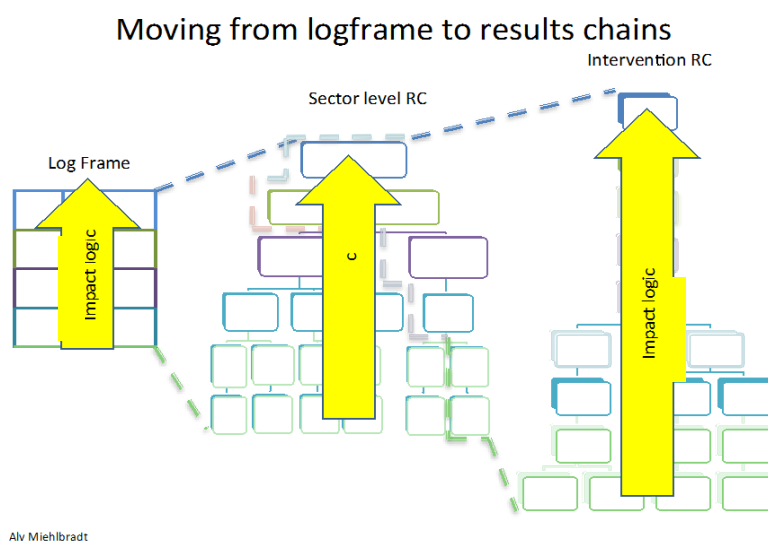 Moving from logframe to results chains
Intervention RC
Sector level RC
Log Frame
Impact logic
c
Impact logic
Aly Miehlbradt